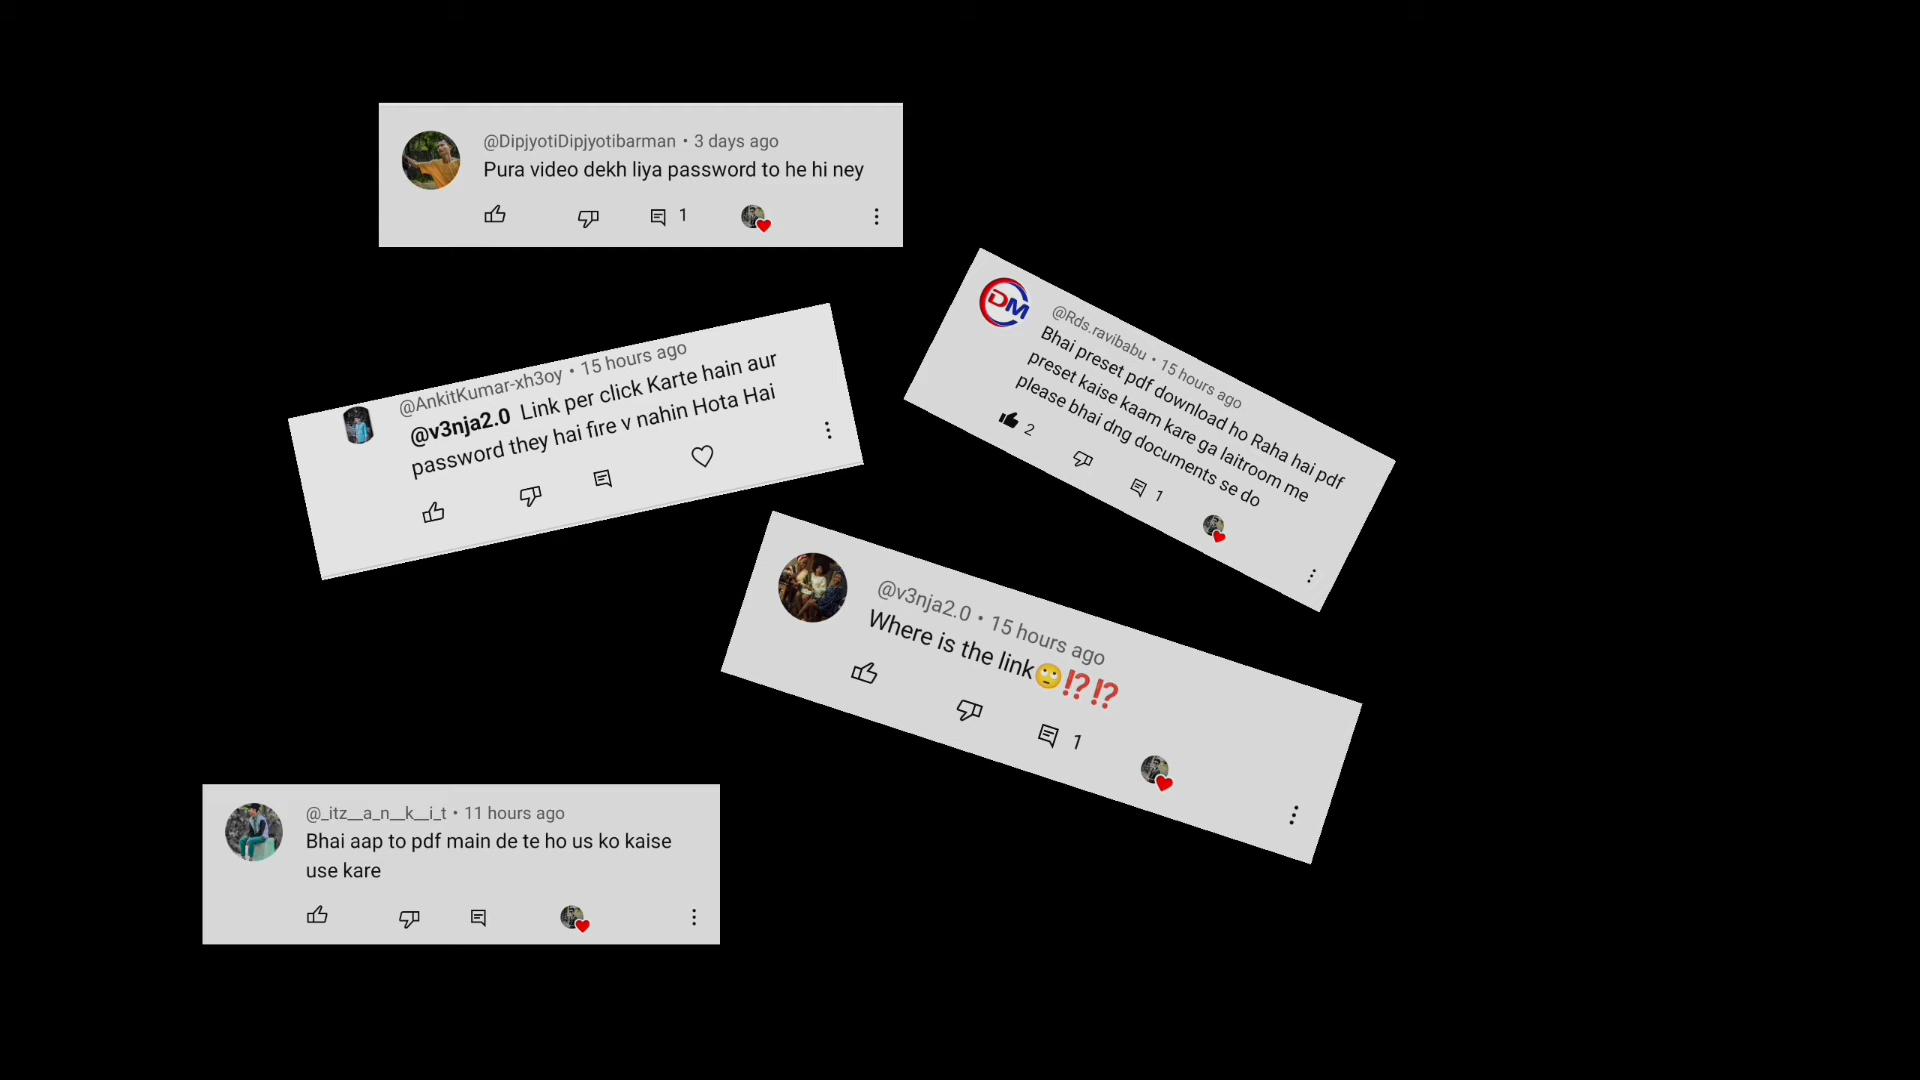 @DipjyotiDipjyotibarman • 3 days ago
Pura video dekh liya password to he hi ney
1
@AnkitKumar-xh3oy • 15 hours ago
@v3nja2.0 Link per click Karte hain aur
password they hai fire v nahin Hota Hai
DM
@Rds.ravibabu • 15 hours ago
Bhai preset pdf download ho Raha hai pdf
preset kaise kaam kare ga laitroom me
please bhai dng documents se do
2
1
@v3nja2.0 • 15 hours ago
Where is the link🙄⁉️⁉️
1
@_itz__a_n__k__i_t • 11 hours ago
Bhai aap to pdf main de te ho us ko kaise
use kare